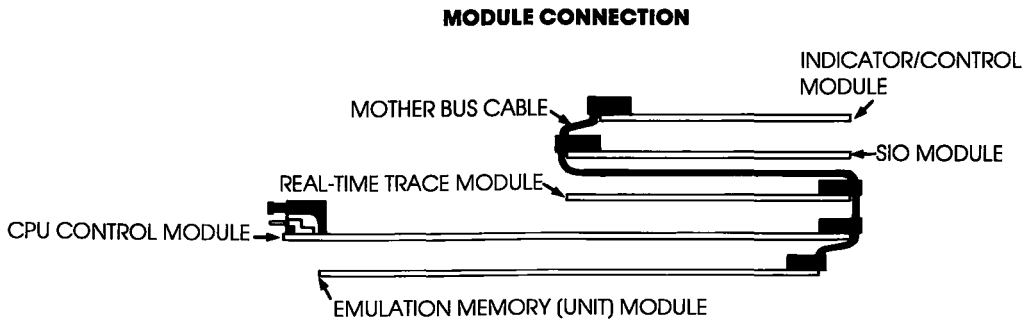 MODULE CONNECTION
INDICATOR/CONTROL
MODULE
MOTHER BUS CABLE
SIO MODULE
REAL-TIME TRACE MODULE
CPU CONTROL MODULE
EMULATION MEMORY (UNIT) MODULE